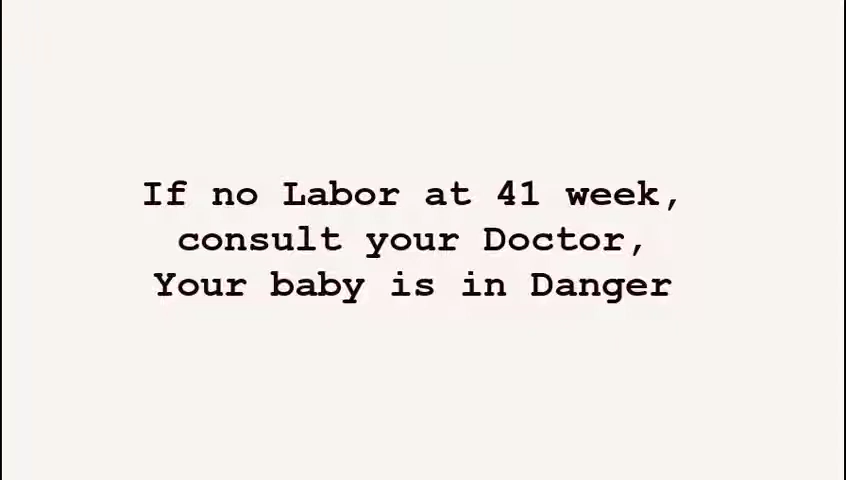 If no Labor at 41 week,
consult your Doctor,
Your baby is in Danger